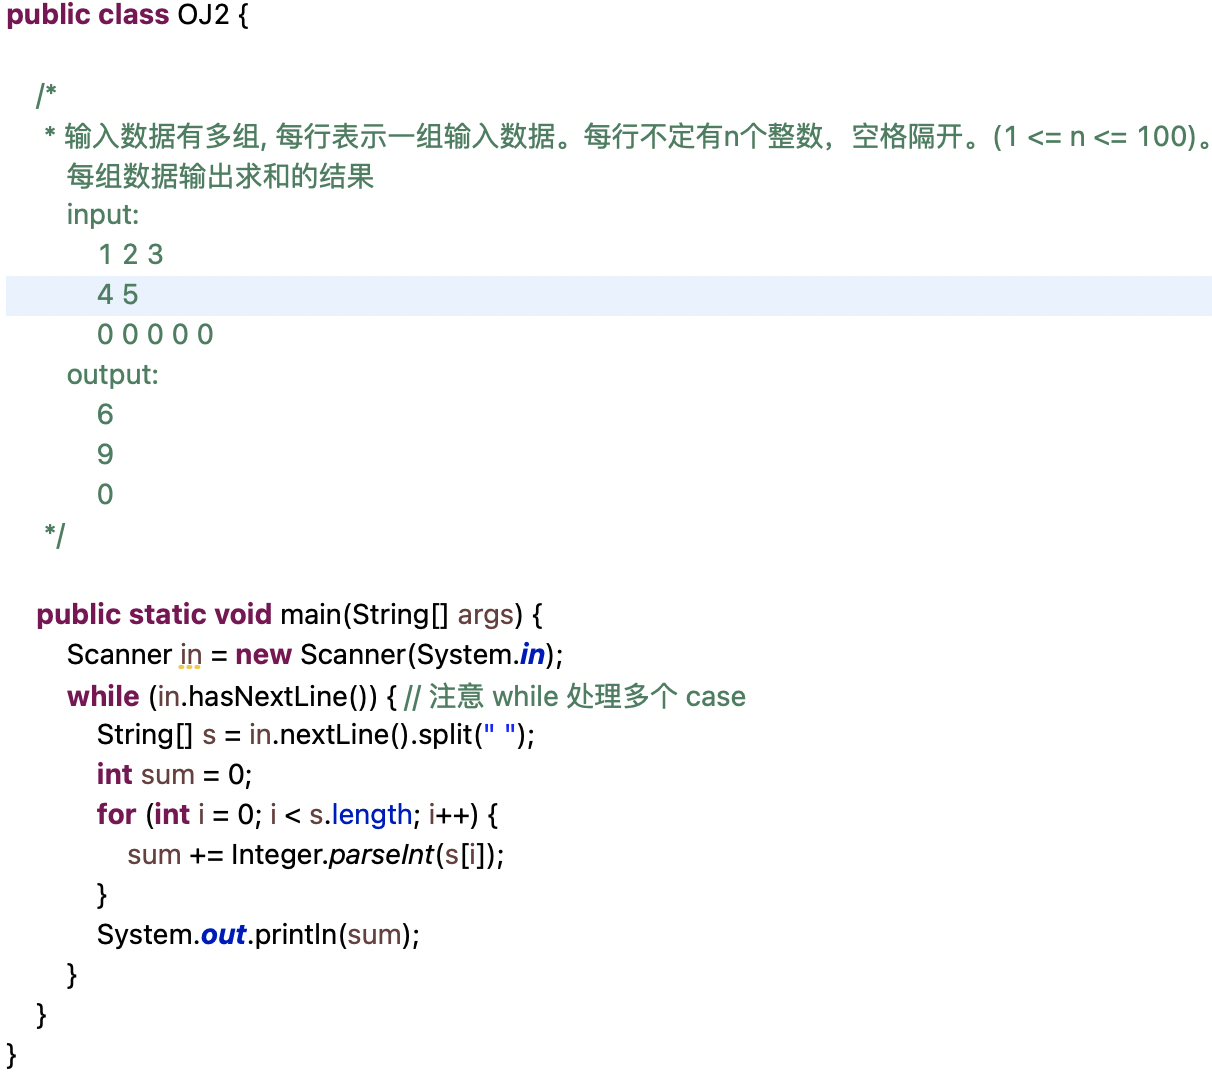 public class OJ2 {
/*
* 输入数据有多组, 每行表示一组输入数据。每行不定有n个整数，空格隔开。(1 <= n <= 100)。
每组数据输出求和的结果
input:
1 2 3
4 5
0 0 0 0 0
output:
6
9
0
*/
public static void main(String[] args) {
Scanner in = new Scanner(System.in);
while (in.hasNextLine()) { // 注意 while 处理多个 case
String[] s = in.nextLine().split(" ");
int sum = 0;
for (int i = 0; i < s.length; i++) {
sum += Integer.parseInt(s[i]);
}
System.out.println(sum);
}
}
}